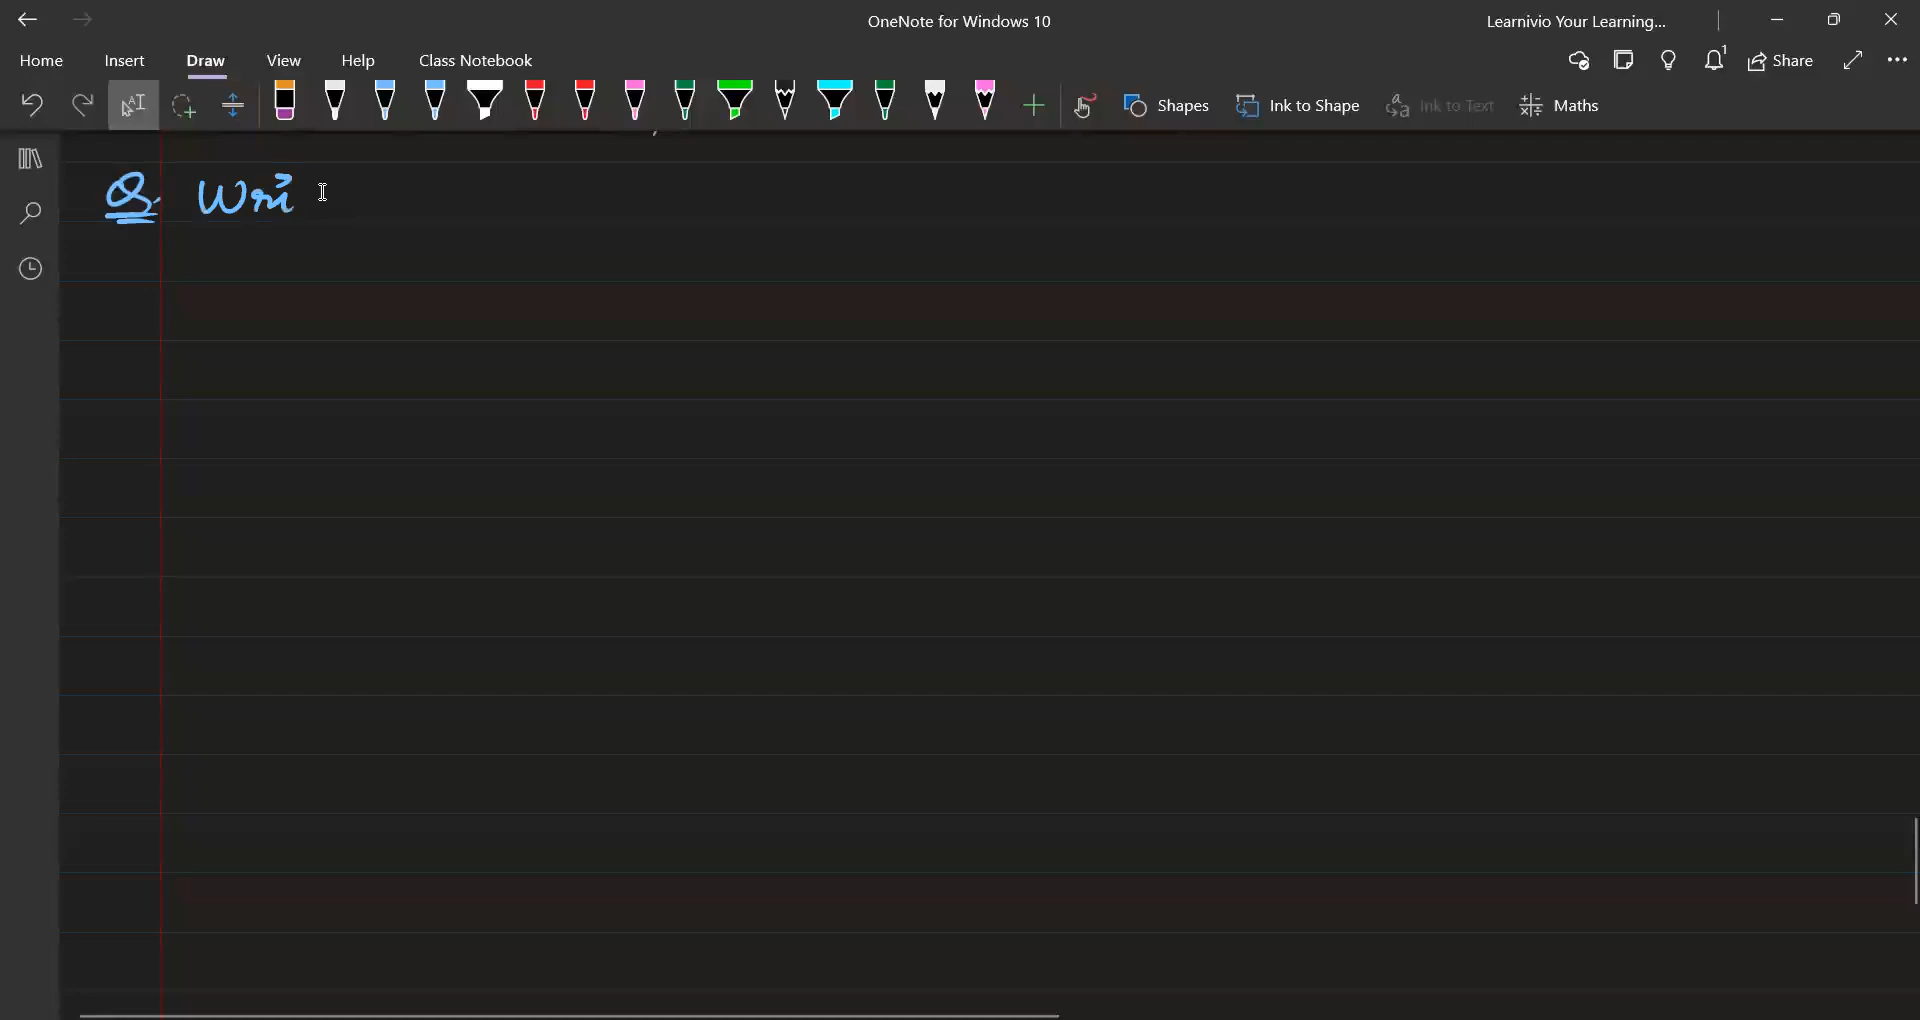 OneNote for Windows 10
Learnivio Your Learning...
Home Insert Draw View Help Class Notebook
1
Share
Shapes Ink to Shape Ink to Text Maths
Q. Wri